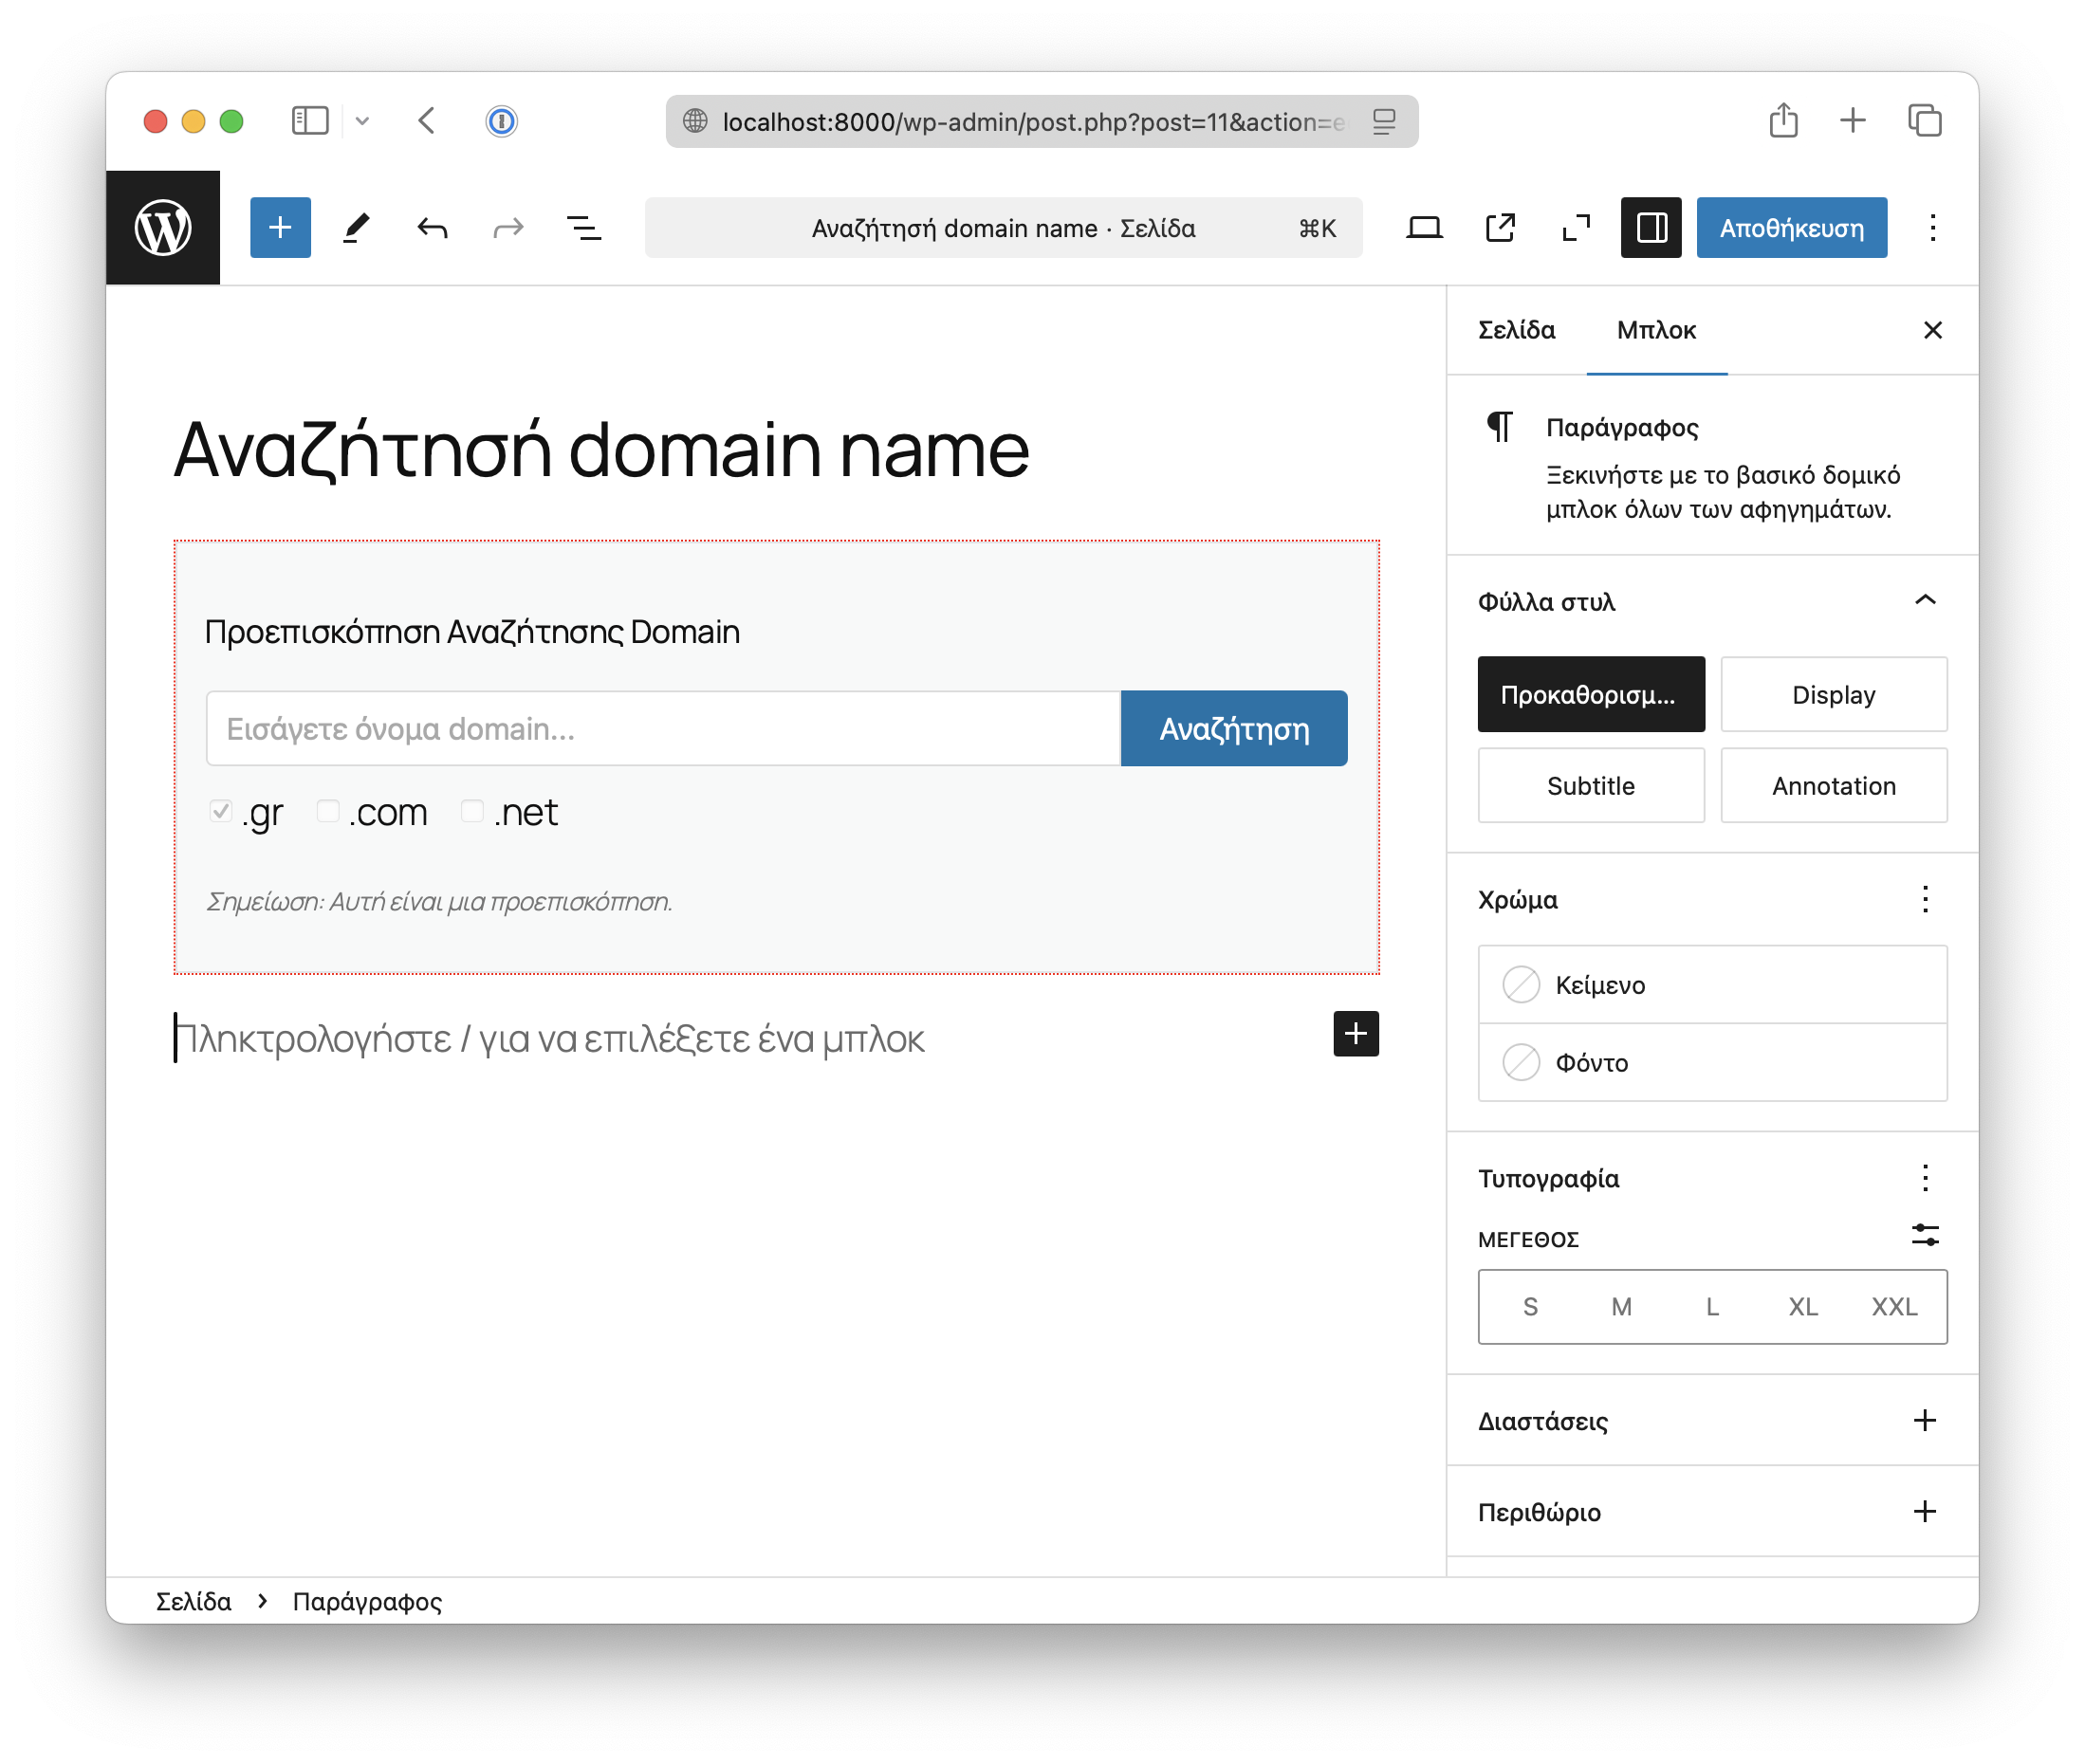 localhost:8000/wp-admin/post.php?post=11&action=e
Αναζήτησή domain name · Σελίδα ⌘K
Αποθήκευση
Σελίδα Μπλοκ
Αναζήτησή domain name
Προεπισκόπηση Αναζήτησης Domain
Εισάγετε όνομα domain...
Αναζήτηση
.gr .com .net
Σημείωση: Αυτή είναι μια προεπισκόπηση.
Πληκτρολογήστε / για να επιλέξετε ένα μπλοκ
Παράγραφος
Ξεκινήστε με το βασικό δομικό
μπλοκ όλων των αφηγημάτων.
Φύλλα στυλ
Προκαθορισμ... Display
Subtitle Annotation
Χρώμα
Κείμενο
Φόντο
Τυπογραφία
ΜΕΓΕΘΟΣ
S M L XL XXL
Διαστάσεις
Περιθώριο
Σελίδα › Παράγραφος